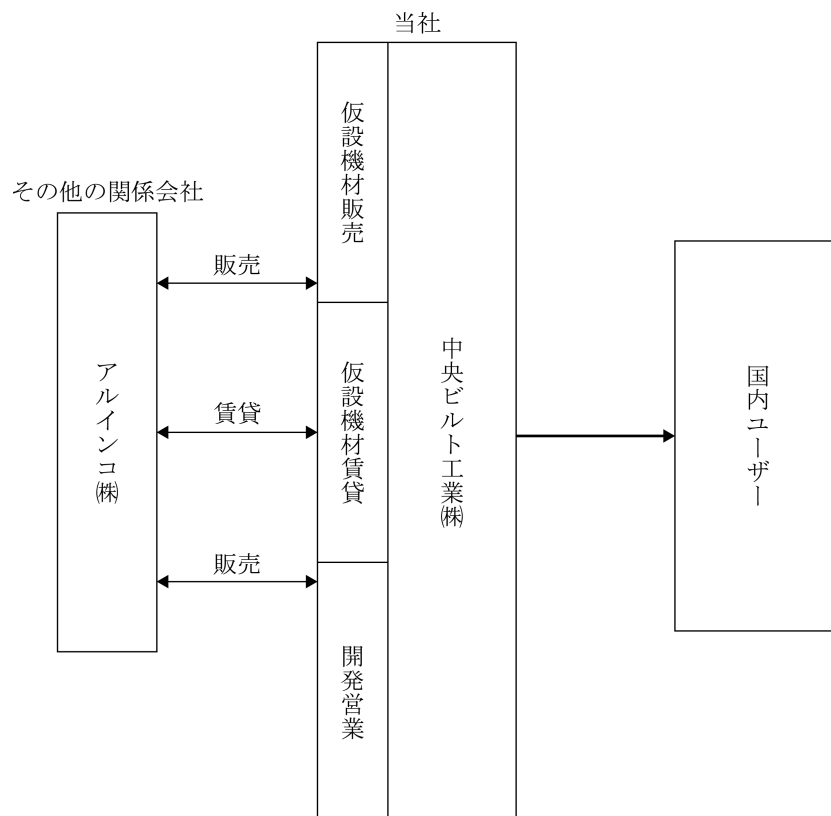 当社
その他の関係会社
アルインコ㈱
販売
賃貸
販売
仮設機材販売
仮設機材賃貸
開発営業
中央ビルト工業㈱
国内ユーザー